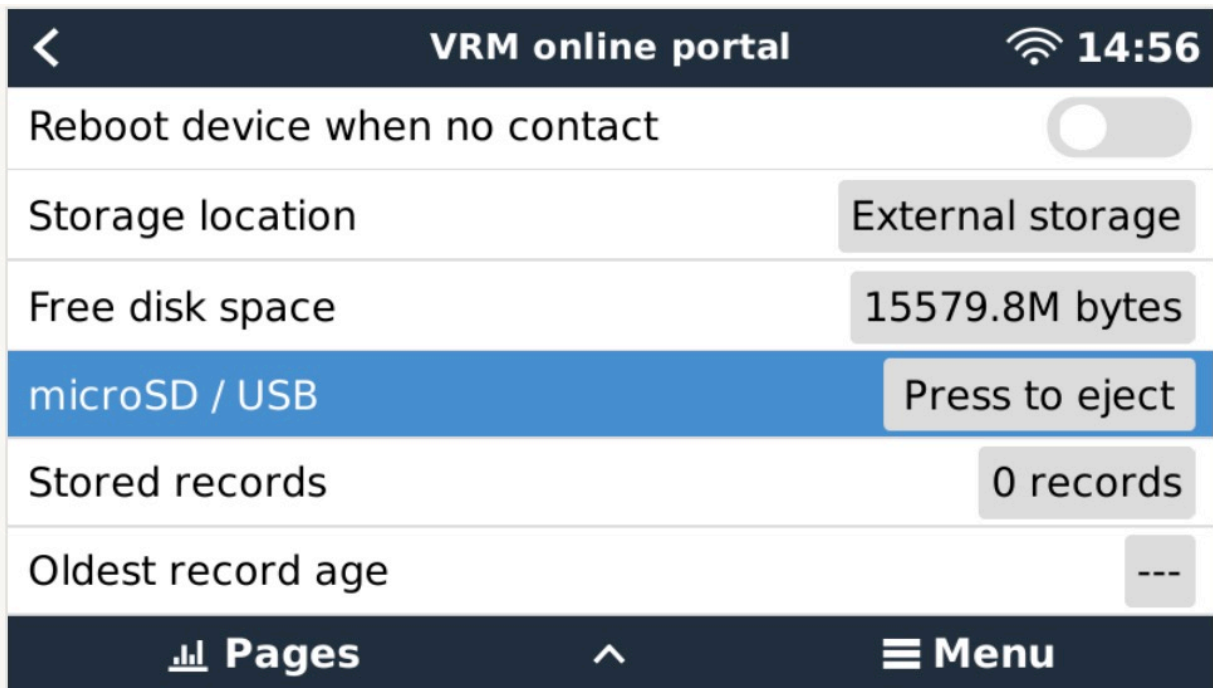 VRM online portal 14:56
Reboot device when no contact
Storage location External storage
Free disk space 15579.8M bytes
microSD / USB Press to eject
Stored records 0 records
Oldest record age ---
Pages Menu